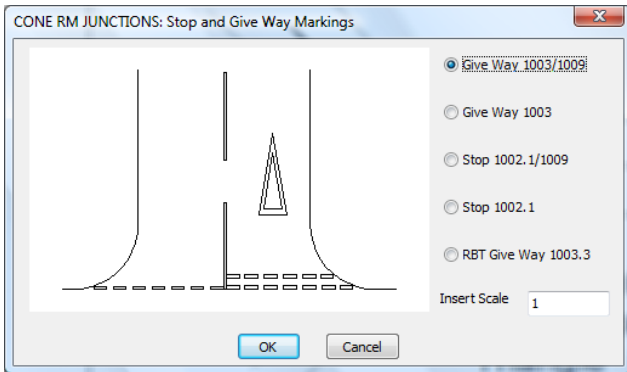 CONE RM JUNCTIONS: Stop and Give Way Markings
Give Way 1003/1009
Give Way 1003
Stop 1002.1/1009
Stop 1002.1
RBT Give Way 1003.3
Insert Scale 1
OK Cancel